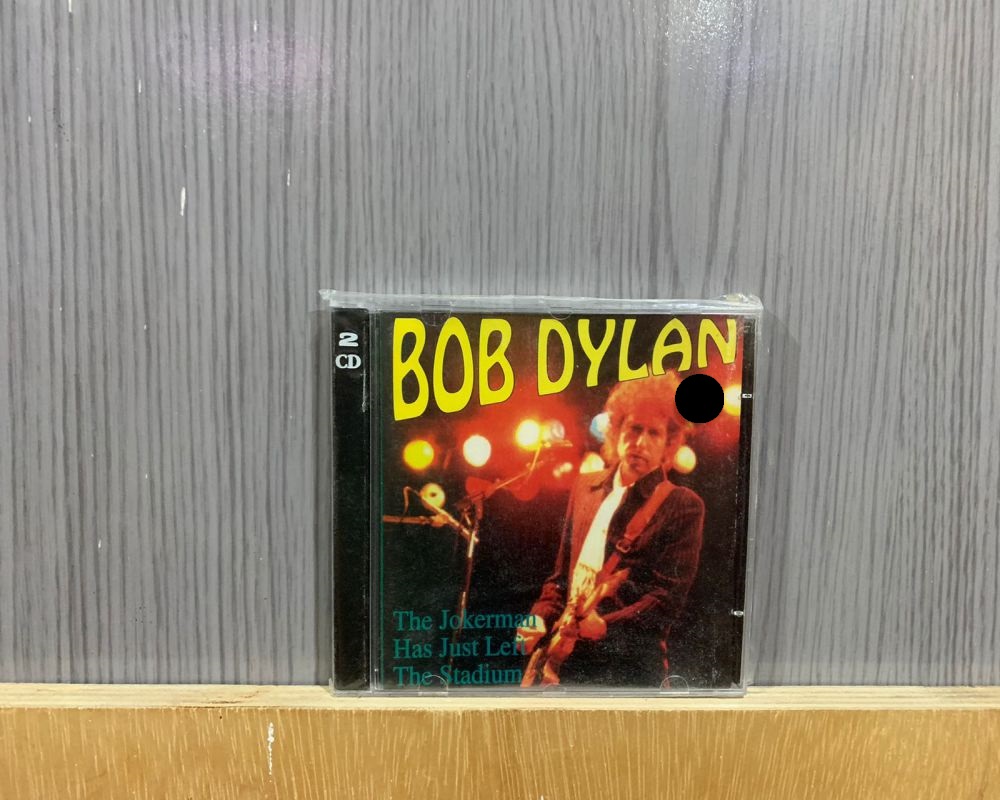 2
CD
BOB DYLAN
The Jokerman
Has Just Left
The Stadium